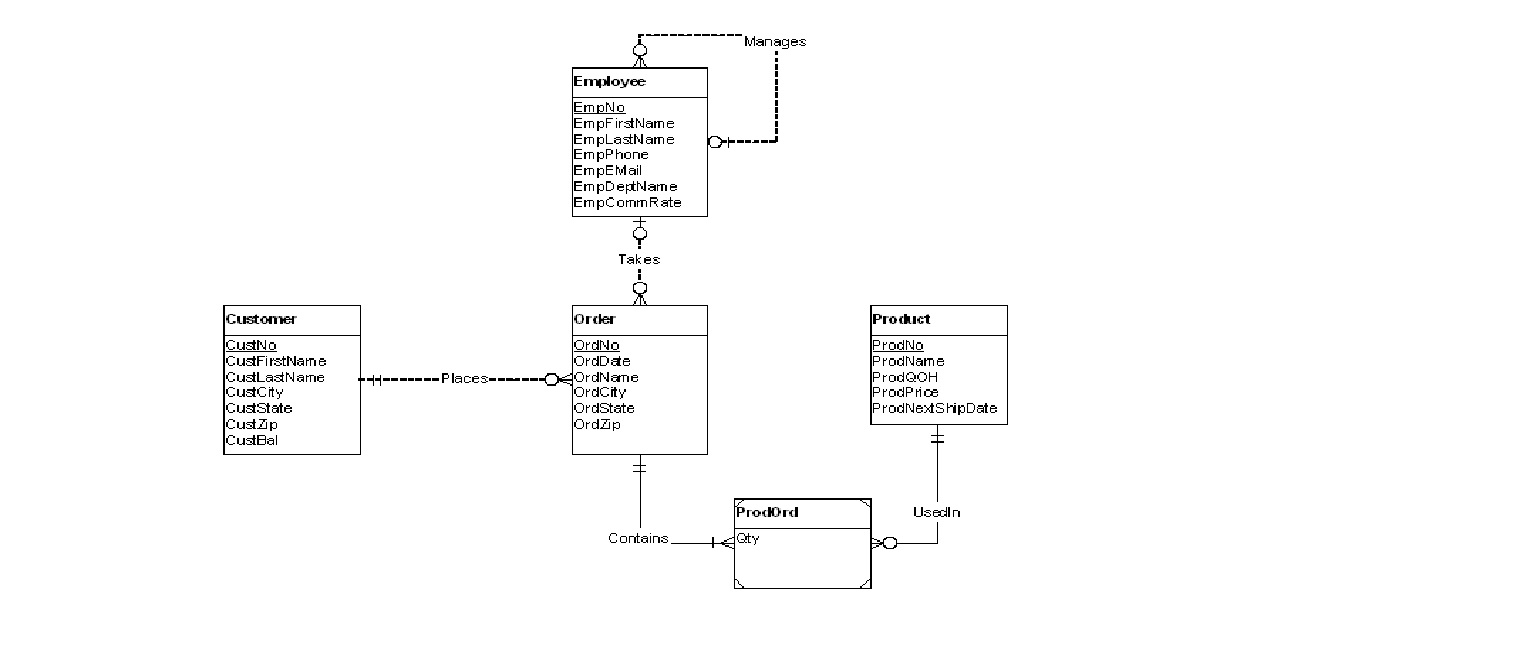 Manages
Employee
EmpNo
EmpFirstName
EmpLastName
EmpPhone
EmpEMail
EmpDeptName
EmpCommRate
Takes
Customer
CustNo
CustFirstName
CustLastName
CustCity
CustState
CustZip
CustBal
Places
Order
OrdNo
OrdDate
OrdName
OrdCity
OrdState
OrdZip
Product
ProdNo
ProdName
ProdQOH
ProdPrice
ProdNextShipDate
Contains
ProdOrd
Qty
UsedIn